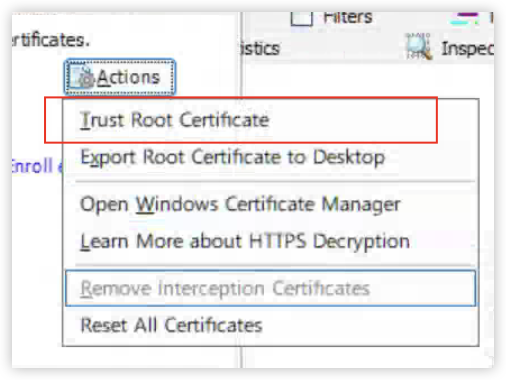 Filters
rtificates.
istics
Inspec
Actions
Trust Root Certificate
Export Root Certificate to Desktop
Enroll e
Open Windows Certificate Manager
Learn More about HTTPS Decryption
Remove Interception Certificates
Reset All Certificates